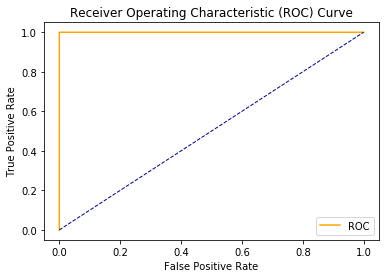 Receiver Operating Characteristic (ROC) Curve
1.0
0.8
0.6
0.4
0.2
0.0
True Positive Rate
ROC
0.0 0.2 0.4 0.6 0.8 1.0
False Positive Rate